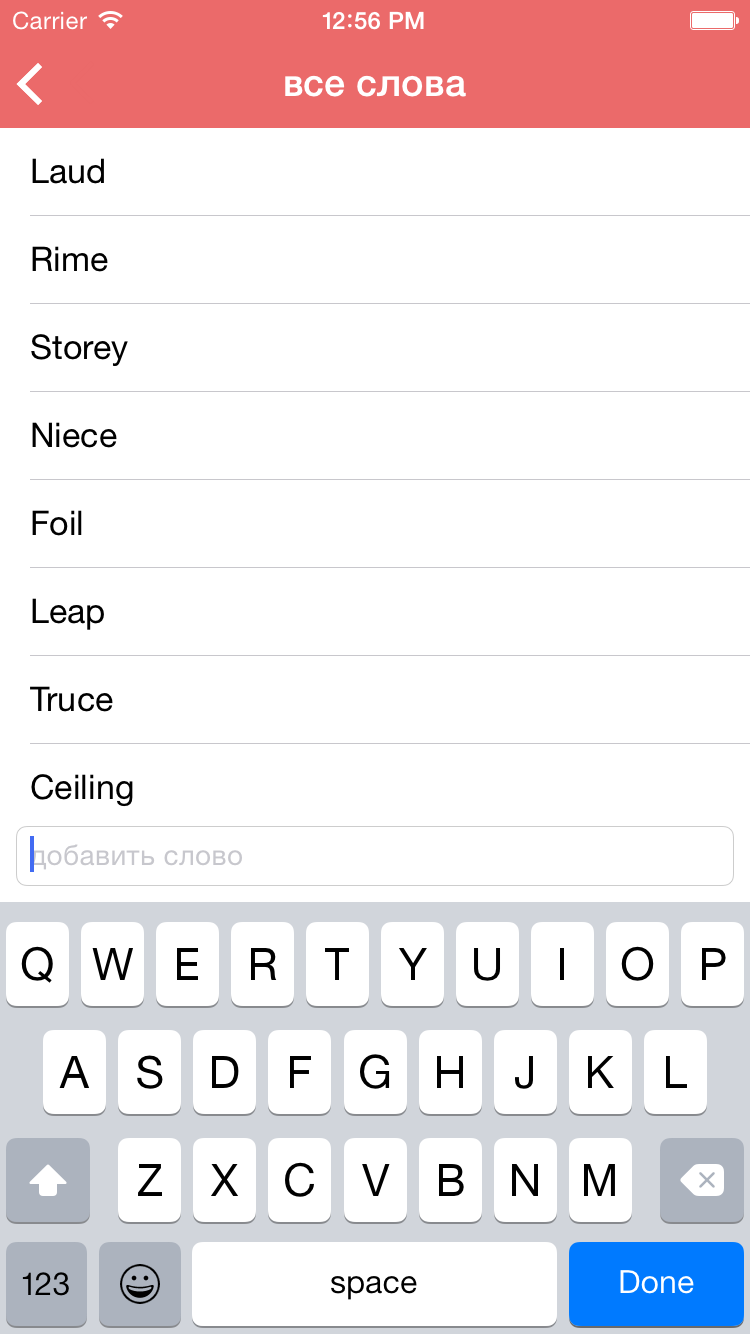 Carrier 12:56 PM
все слова
Laud
Rime
Storey
Niece
Foil
Leap
Truce
Ceiling
добавить слово
Q W E R T Y U I O P
A S D F G H J K L
Z X C V B N M
123 space Done